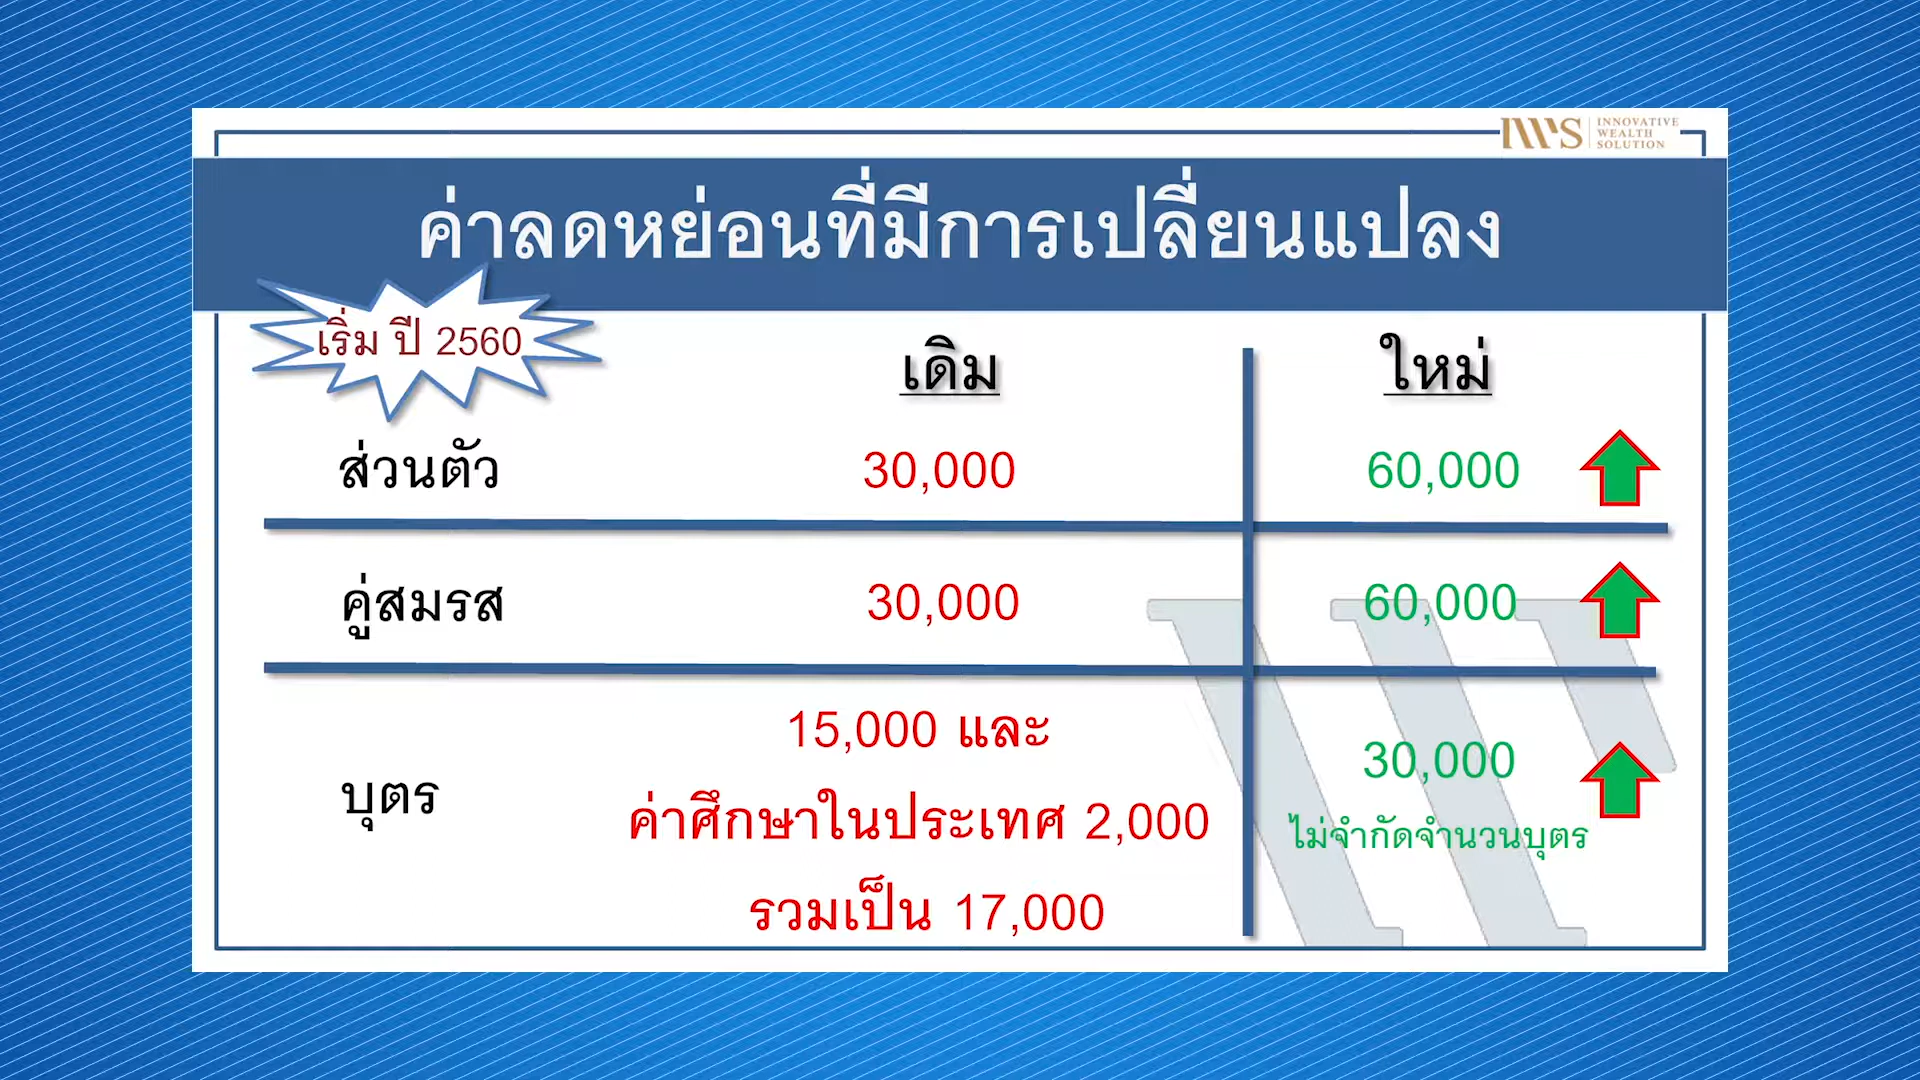 IWS INNOVATIVE
WEALTH
SOLUTION
ค่าลดหย่อนที่มีการเปลี่ยนแปลง
เริ่ม ปี 2560
เดิม ใหม่
ส่วนตัว 30,000 60,000
คู่สมรส 30,000 60,000
บุตร
15,000 และ
ค่าศึกษาในประเทศ 2,000
รวมเป็น 17,000
30,000
ไม่จำกัดจำนวนบุตร